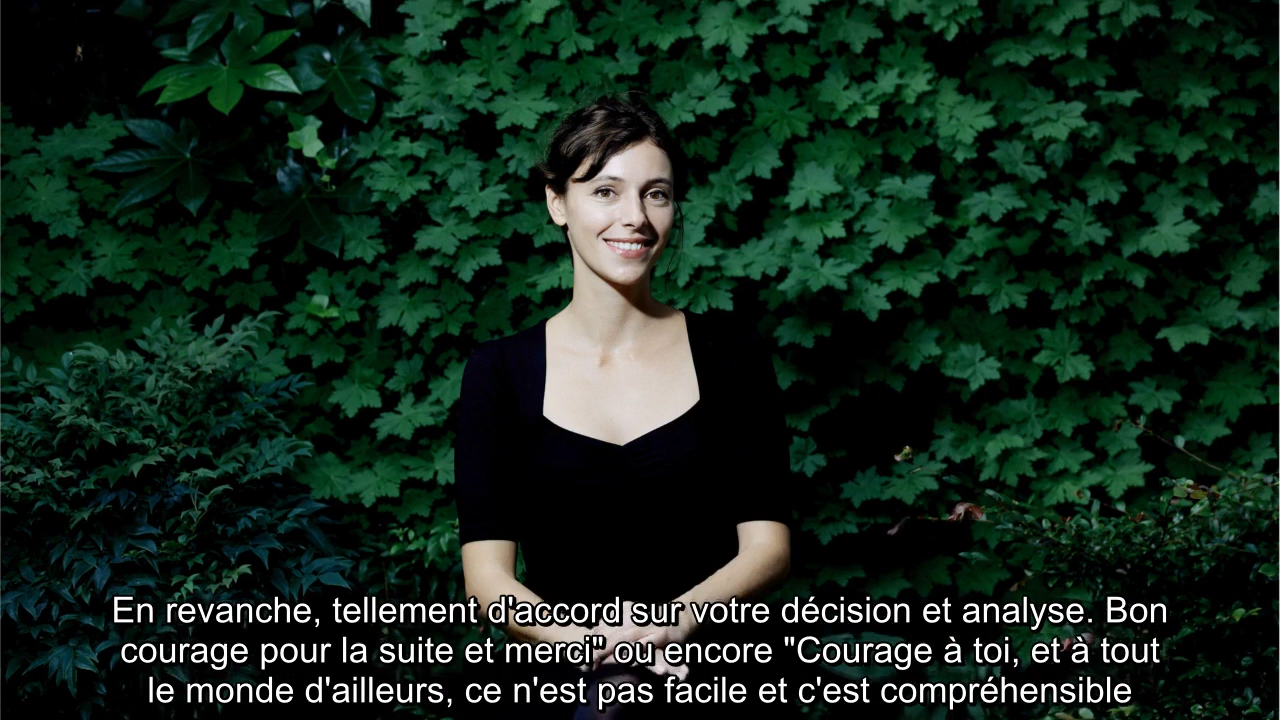 En revanche, tellement d'accord sur votre décision et analyse. Bon
courage pour la suite et merci" ou encore "Courage à toi, et à tout
le monde d'ailleurs, ce n'est pas facile et c'est compréhensible